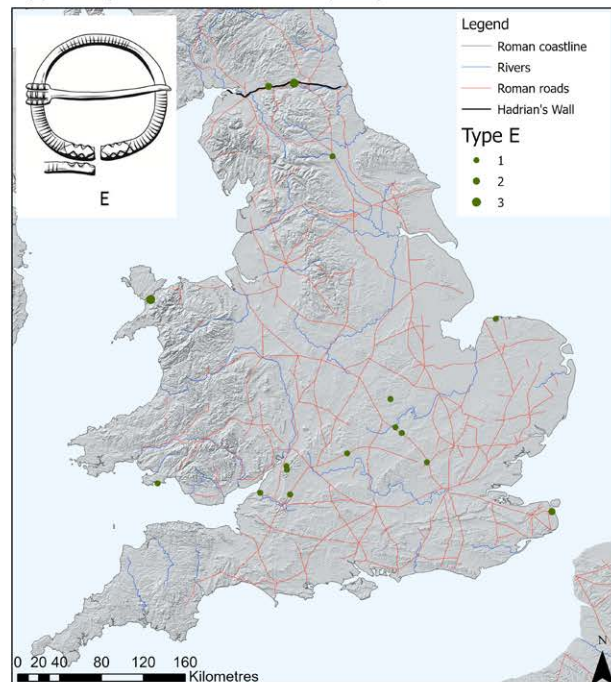 Legend
Roman coastline
Rivers
Roman roads
Hadrian's Wall
Type E
1
2
3
E
N
0 20 40 80 120 160
Kilometres